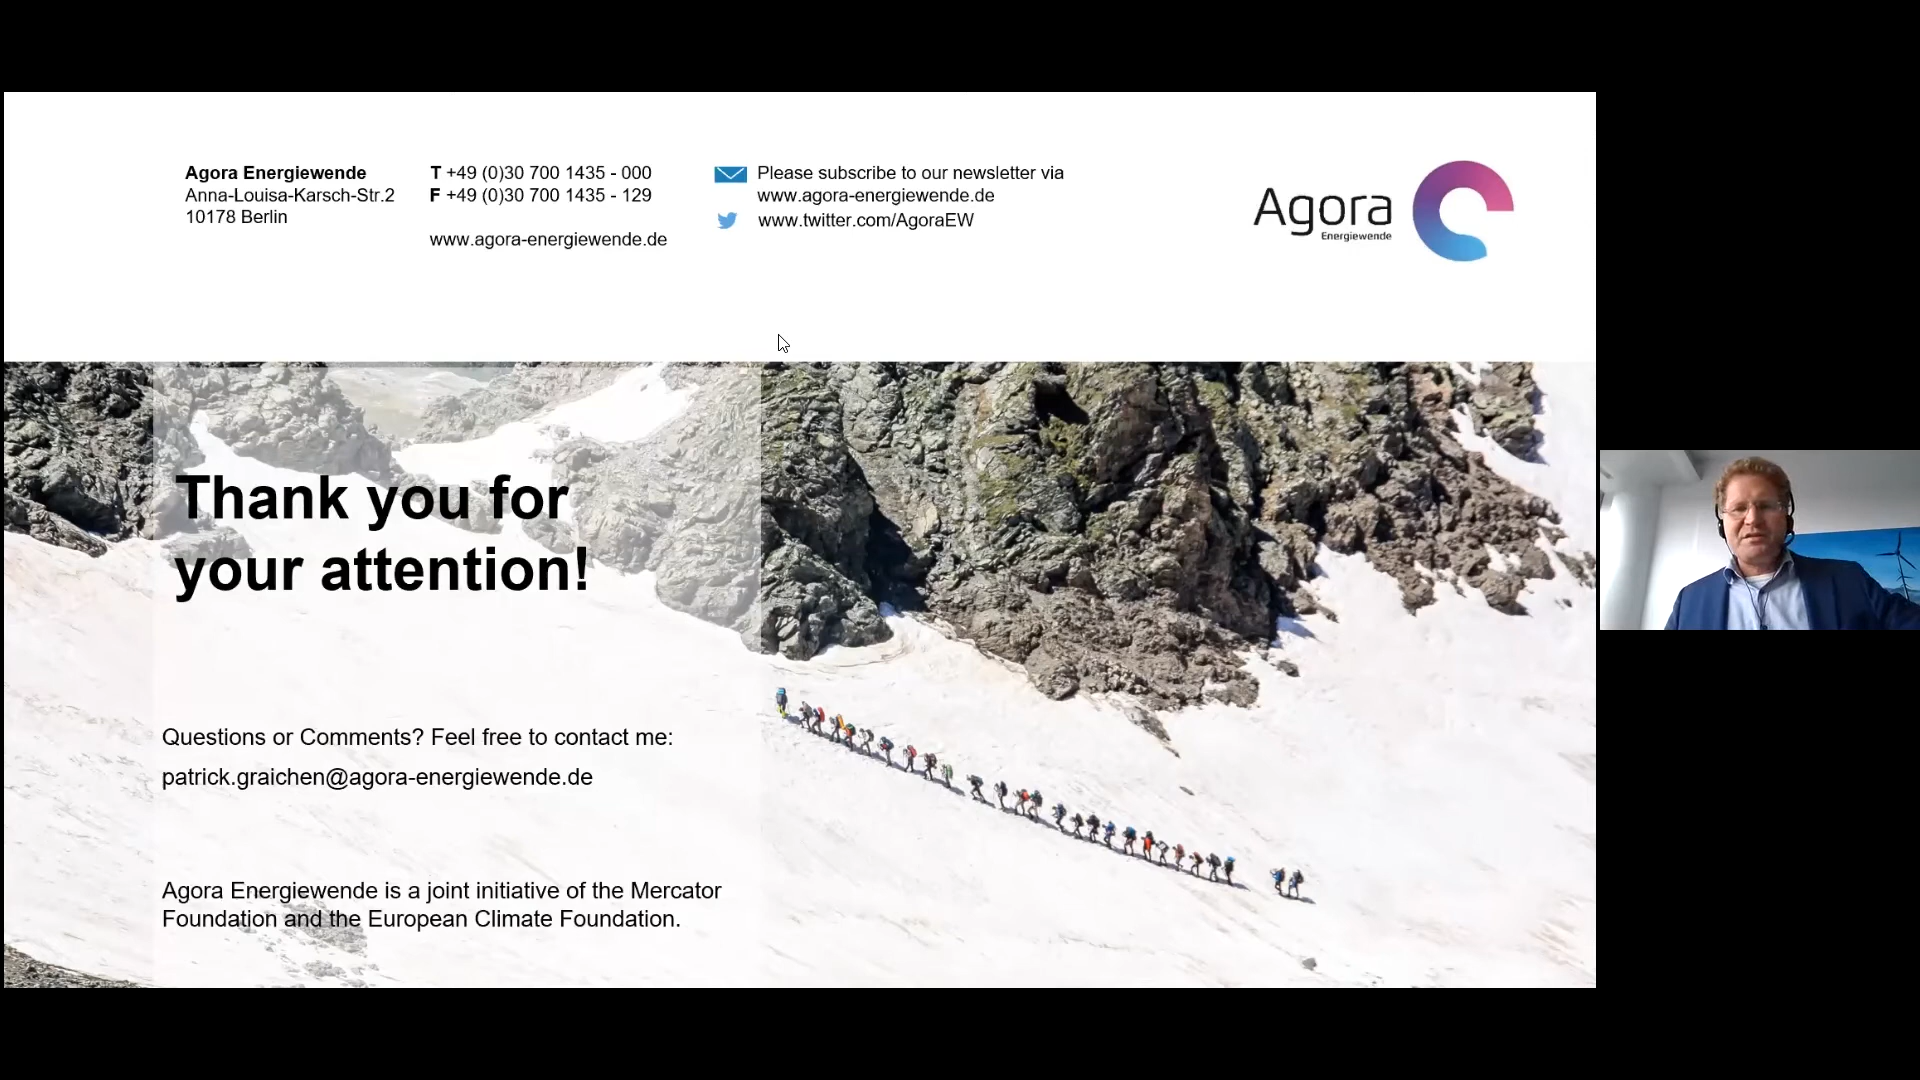 Agora Energiewende
Anna-Louisa-Karsch-Str.2
10178 Berlin
T +49 (0)30 700 1435 - 000
F +49 (0)30 700 1435 - 129
www.agora-energiewende.de
Please subscribe to our newsletter via
www.agora-energiewende.de
www.twitter.com/AgoraEW
Agora
Energiewende
Thank you for
your attention!
Questions or Comments? Feel free to contact me:
patrick.graichen@agora-energiewende.de
Agora Energiewende is a joint initiative of the Mercator
Foundation and the European Climate Foundation.